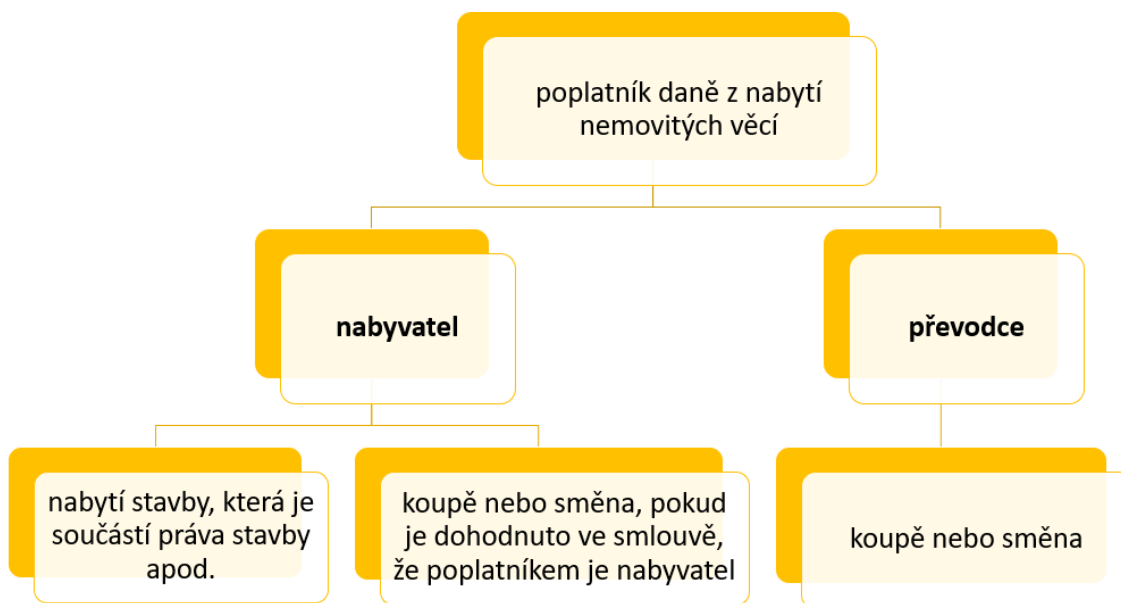 poplatník daně z nabytí
nemovitých věcí
nabyvatel
převodce
nabytí stavby, která je
součástí práva stavby
apod.
koupě nebo směna, pokud
je dohodnuto ve smlouvě,
že poplatníkem je nabyvatel
koupě nebo směna